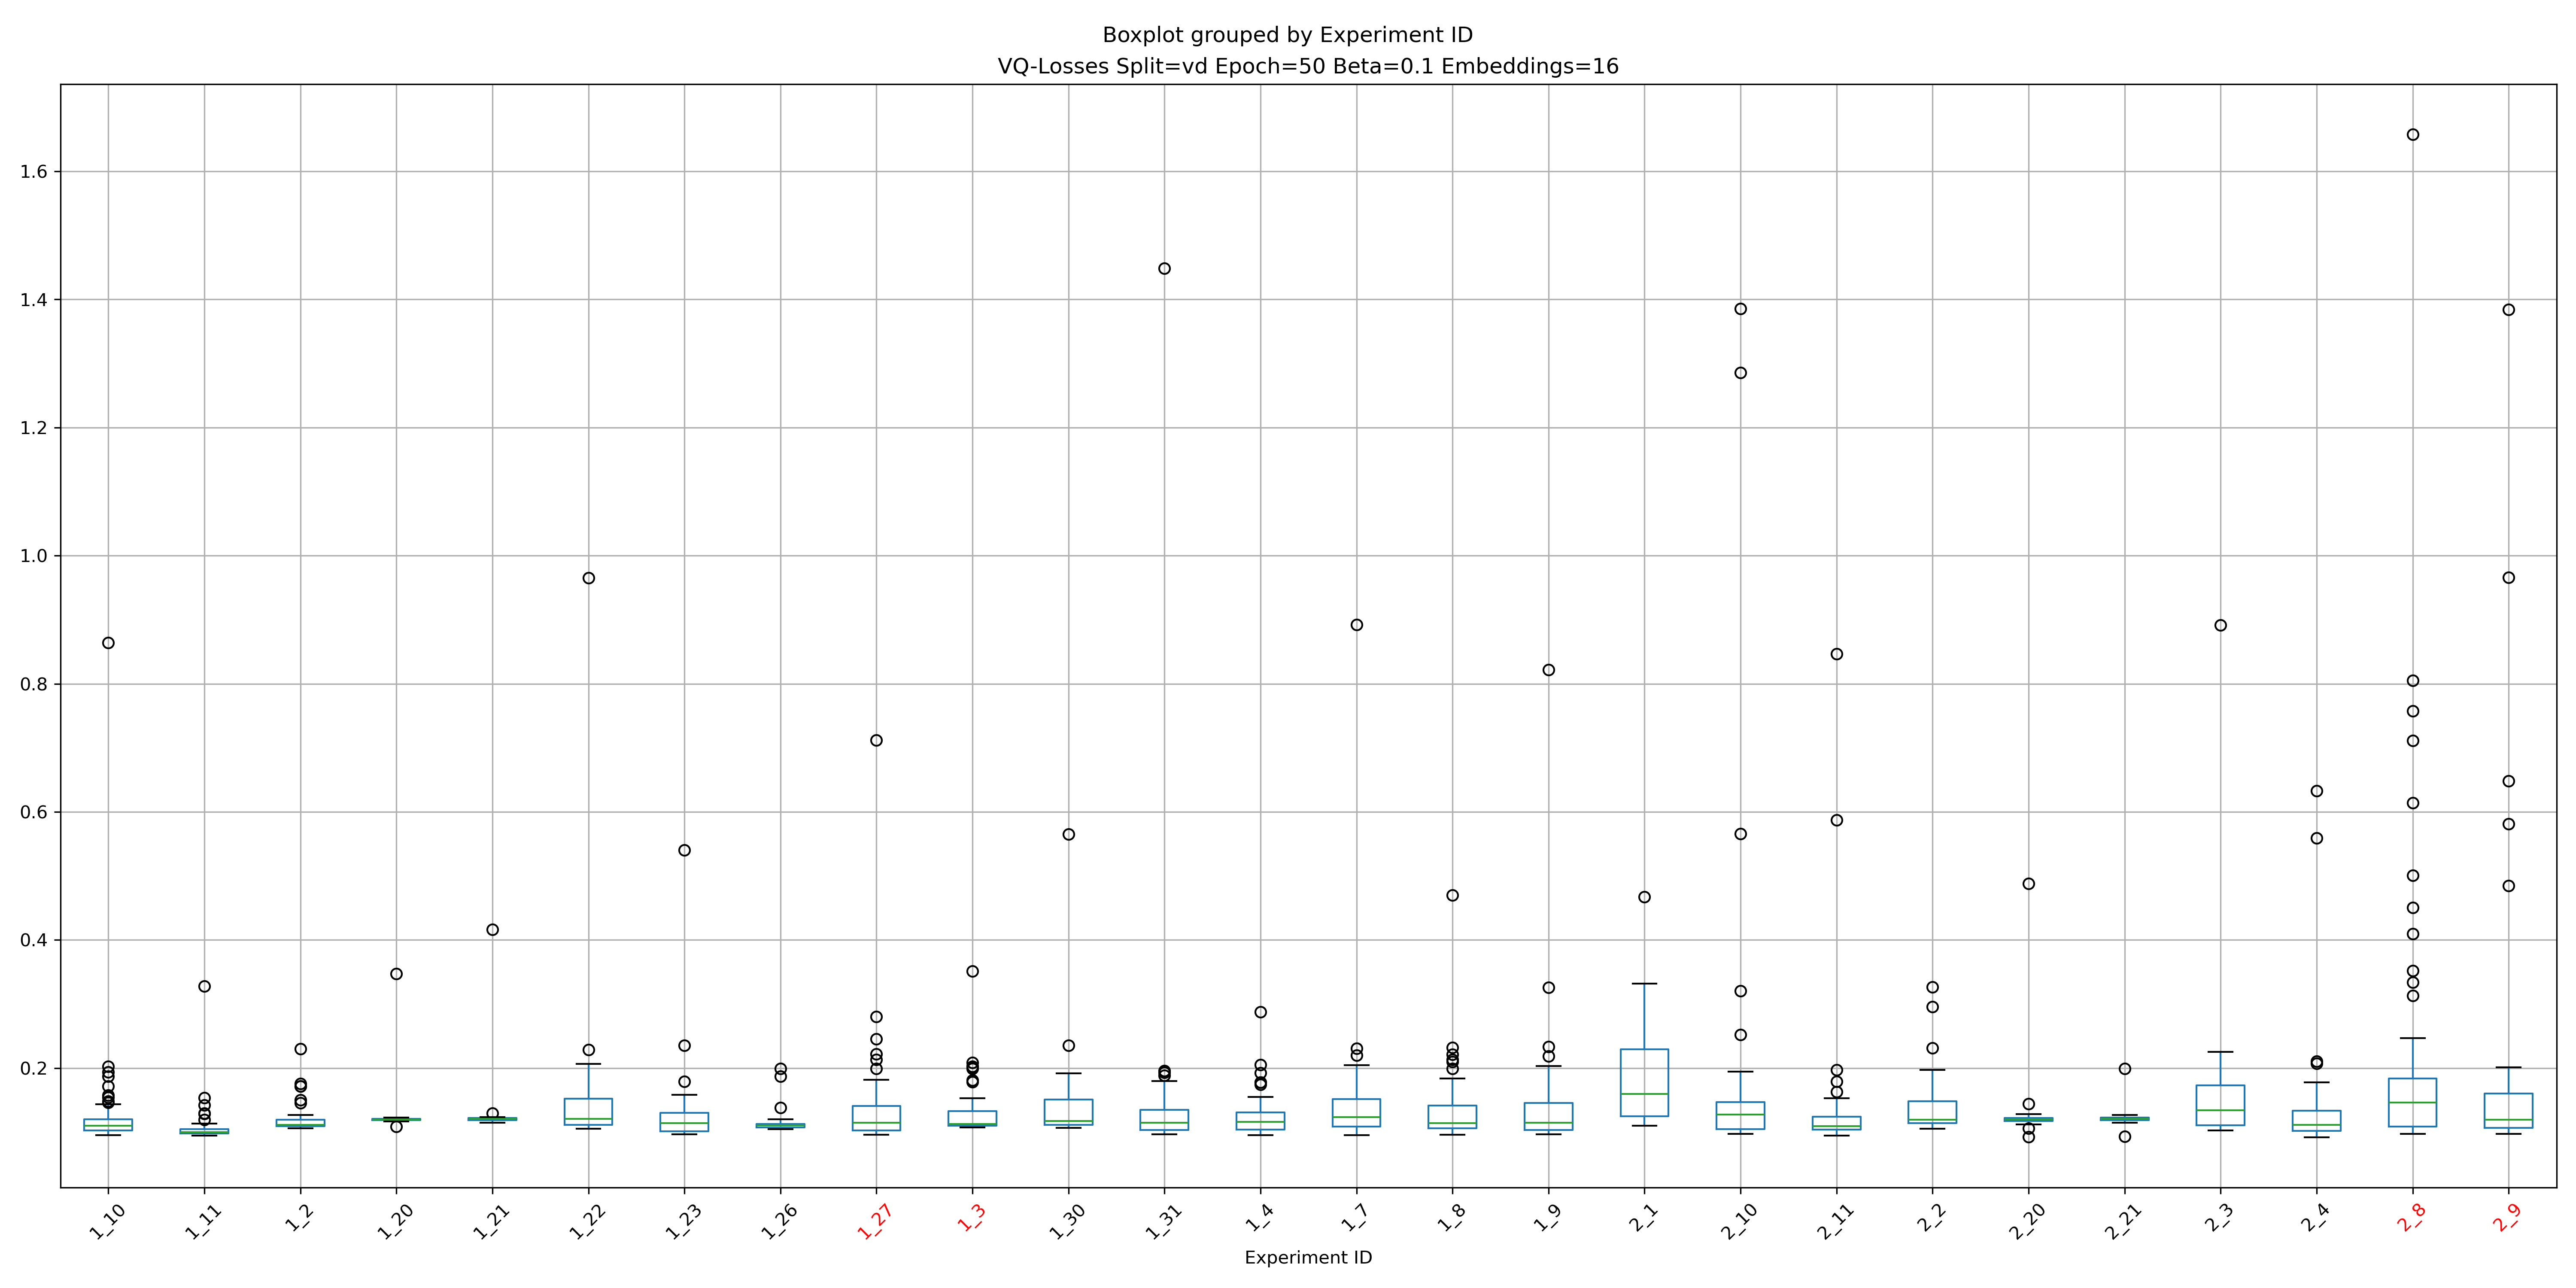 Boxplot grouped by Experiment ID
VQ-Losses Split=vd Epoch=50 Beta=0.1 Embeddings=16
1.6
1.4
1.2
1.0
0.8
0.6
0.4
0.2
1_10 1_11 1_2 1_20 1_21 1_22 1_23 1_26 1_27 1_3 1_30 1_31 1_4 1_7 1_8 1_9 2_1 2_10 2_11 2_2 2_20 2_21 2_3 2_4 2_8 2_9
Experiment ID